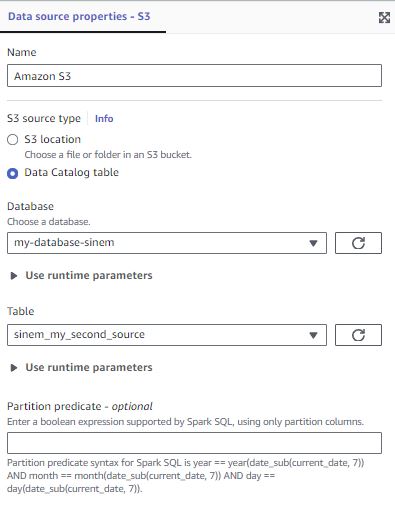 Data source properties - S3
Name
Amazon S3
S3 source type Info
S3 location
Choose a file or folder in an S3 bucket.
Data Catalog table
Database
Choose a database.
my-database-sinem
Use runtime parameters
Table
sinem_my_second_source
Use runtime parameters
Partition predicate - optional
Enter a boolean expression supported by Spark SQL, using only partition columns.
Partition predicate syntax for Spark SQL is year == year(date_sub(current_date, 7))
AND month == month(date_sub(current_date, 7)) AND day ==
day(date_sub(current_date, 7)).